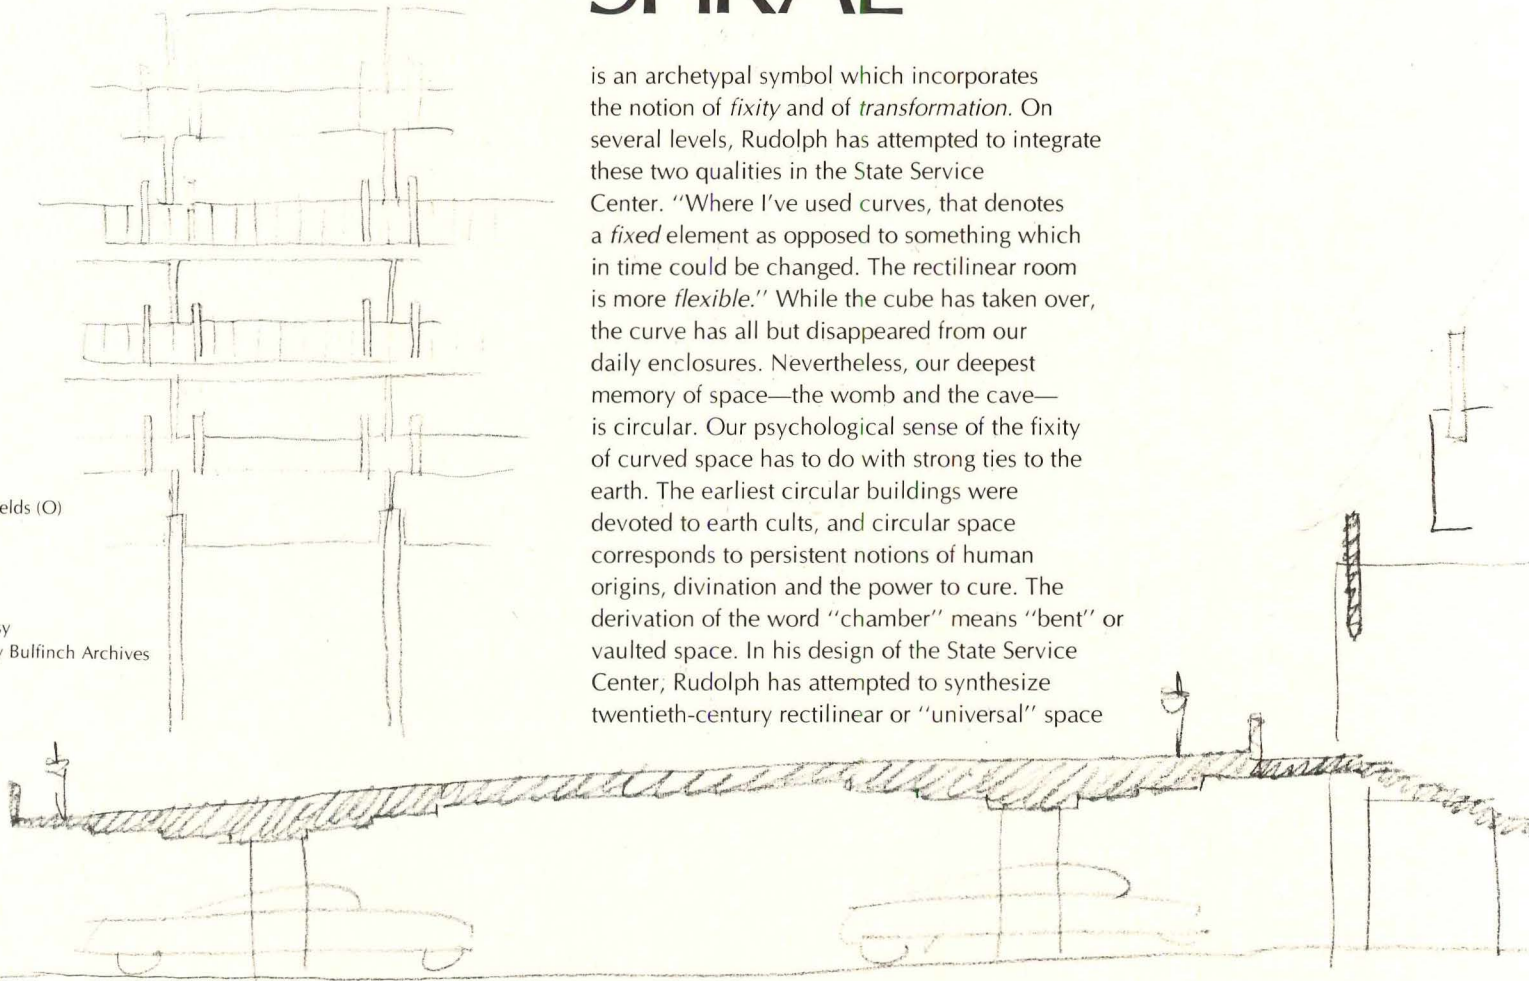 SPIRAL
is an archetypal symbol which incorporates
the notion of fixity and of transformation. On
several levels, Rudolph has attempted to integrate
these two qualities in the State Service
Center. “Where I’ve used curves, that denotes
a fixed element as opposed to something which
in time could be changed. The rectilinear room
is more flexible.” While the cube has taken over,
the curve has all but disappeared from our
daily enclosures. Nevertheless, our deepest
memory of space—the womb and the cave—
is circular. Our psychological sense of the fixity
of curved space has to do with strong ties to the
earth. The earliest circular buildings were
devoted to earth cults, and circular space
corresponds to persistent notions of human
origins, divination and the power to cure. The
derivation of the word “chamber” means “bent” or
vaulted space. In his design of the State Service
Center, Rudolph has attempted to synthesize
twentieth-century rectilinear or “universal” space
elds (O)
y
Bulfinch Archives